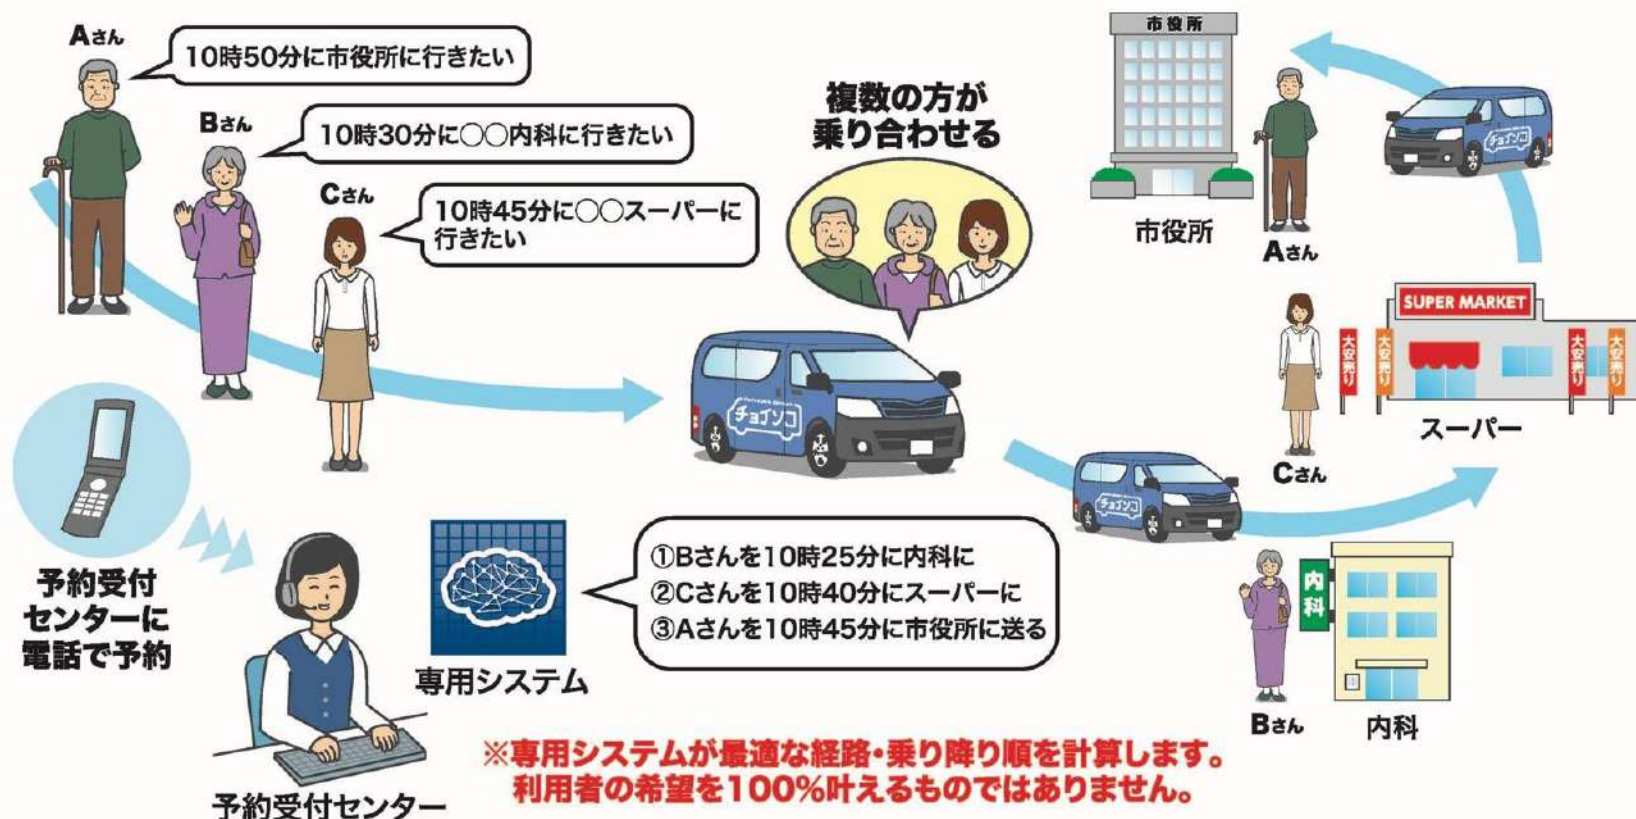 Aさん
10時50分に市役所に行きたい
Bさん
10時30分に○○内科に行きたい
Cさん
10時45分に○○スーパーに
行きたい
複数の方が
乗り合わせる
チョイソコ
予約受付
センターに
電話で予約
予約受付センター
専用システム
①Bさんを10時25分に内科に
②Cさんを10時40分にスーパーに
③Aさんを10時45分に市役所に送る
チョイソコ
内科
Bさん
内科
SUPER MARKET
大安売り
大安売り
大安売り
大安売り
スーパー
Cさん
チョイソコ
市役所
市役所
Aさん
※専用システムが最適な経路・乗り降り順を計算します。
利用者の希望を100%叶えるものではありません。